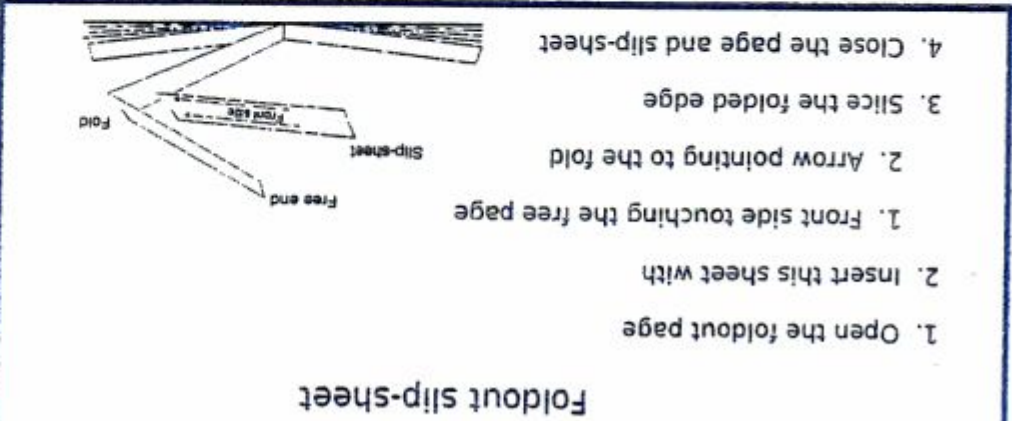 Foldout slip-sheet
1. Open the foldout page
2. Insert this sheet with
1. Front side touching the free page
2. Arrow pointing to the fold
3. Slice the folded edge
4. Close the page and slip-sheet
Free end
Slip-sheet
Front side
Fold